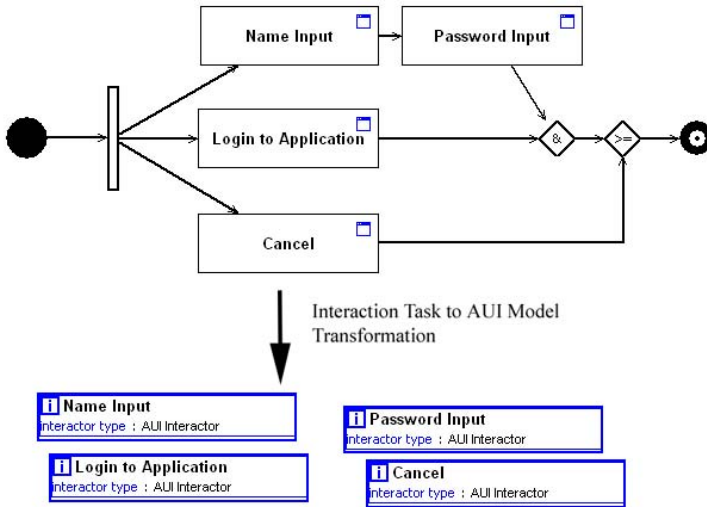 Name Input
Password Input
Login to Application
&
>=
Cancel
Interaction Task to AUI Model
Transformation
i Name Input
interactor type : AUI Interactor
i Password Input
interactor type : AUI Interactor
i Login to Application
interactor type : AUI Interactor
i Cancel
interactor type : AUI Interactor